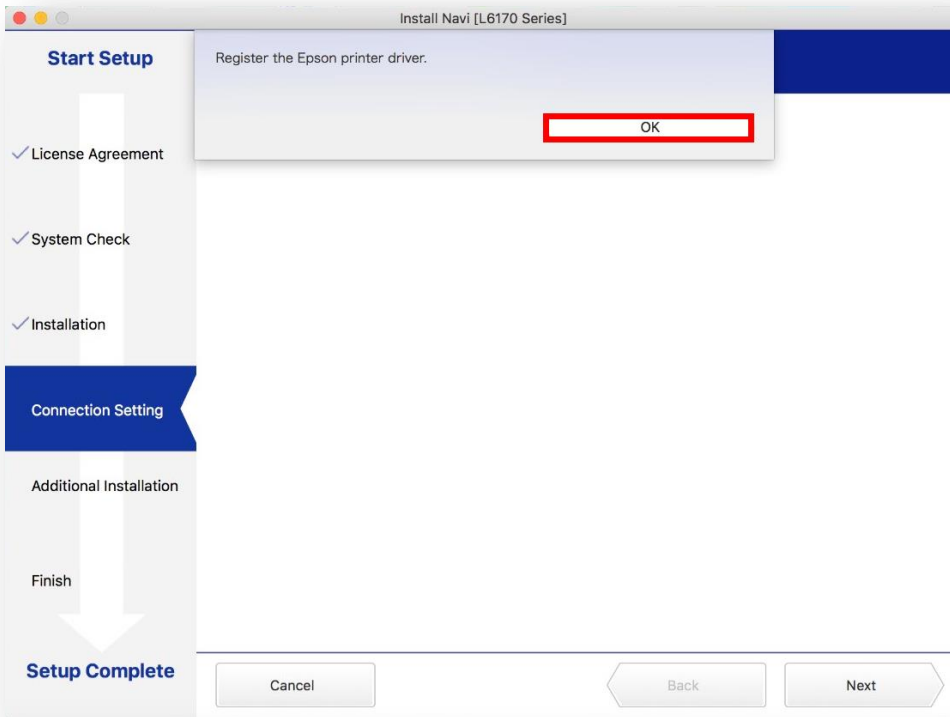 Install Navi [L6170 Series]
Start Setup
Register the Epson printer driver.
OK
License Agreement
System Check
Installation
Connection Setting
Additional Installation
Finish
Setup Complete
Cancel
Back
Next